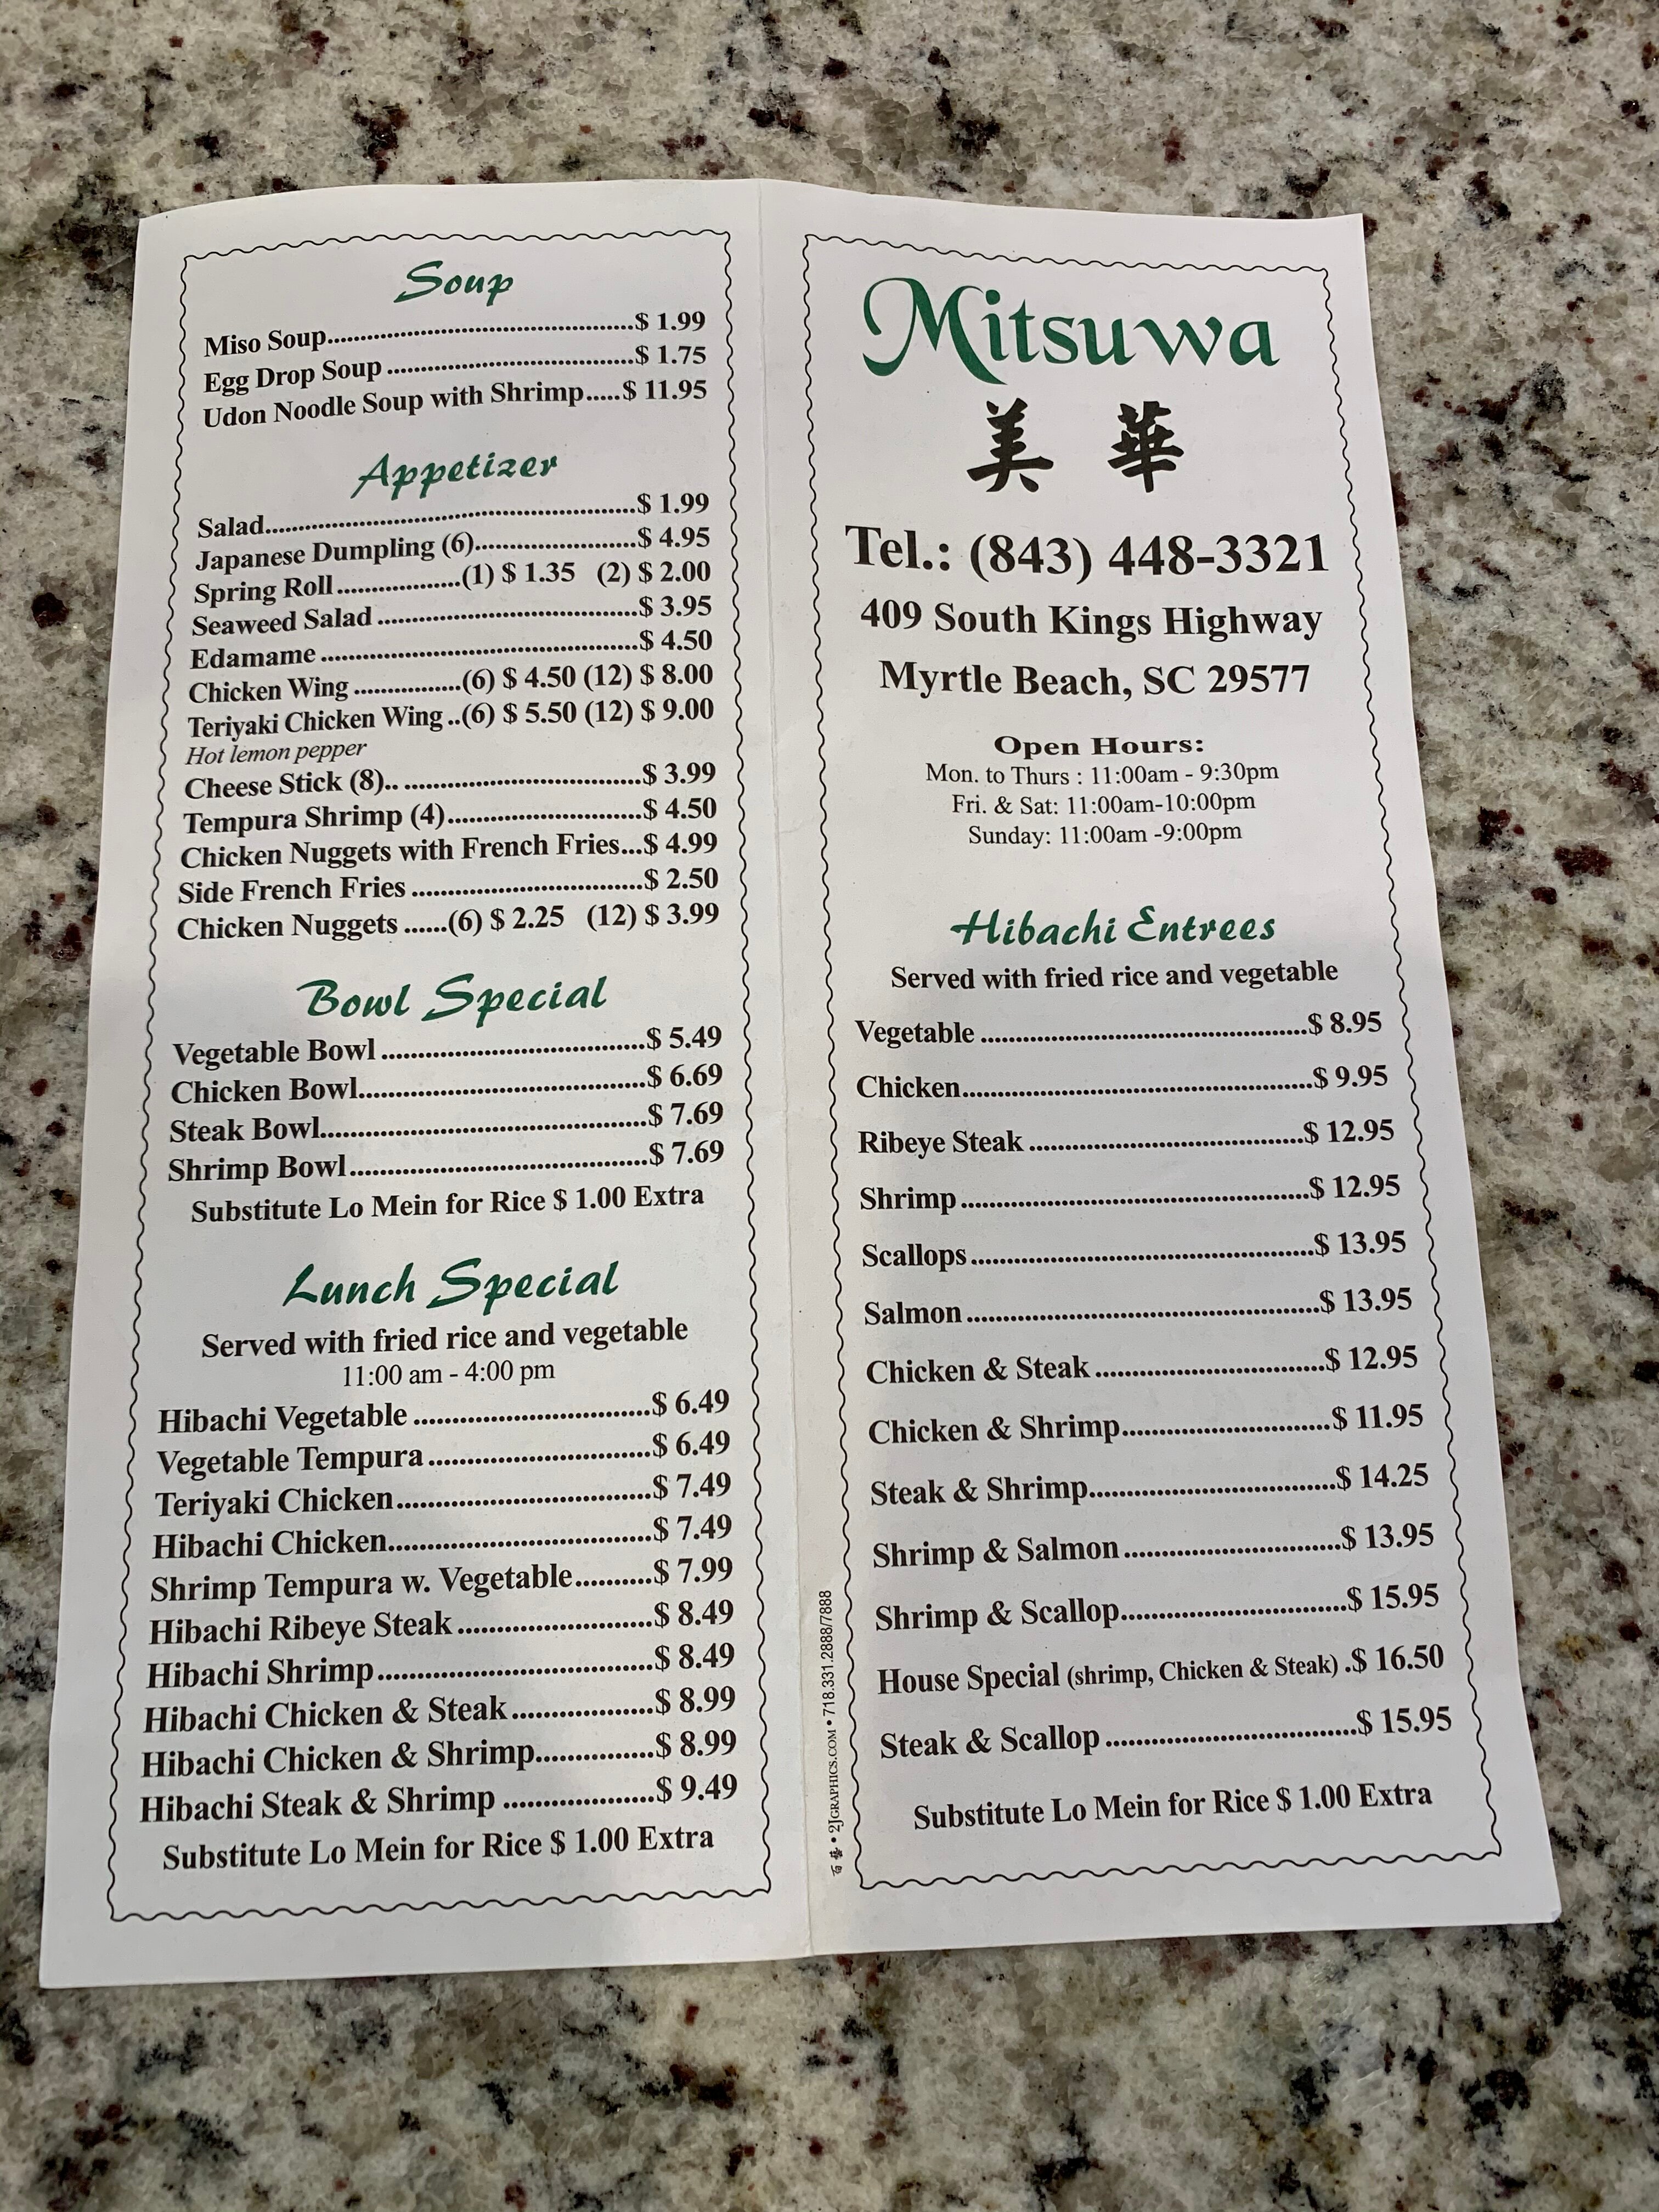 Soup
Miso Soup.............................................$ 1.99
Egg Drop Soup ....................................$ 1.75
Udon Noodle Soup with Shrimp.....$ 11.95
Appetizer
Salad......................................................$ 1.99
Japanese Dumpling (6).......................$ 4.95
Spring Roll ..................(1) $ 1.35 (2) $ 2.00
Seaweed Salad .....................................$ 3.95
Edamame .............................................$ 4.50
Chicken Wing ................(6) $ 4.50 (12) $ 8.00
Teriyaki Chicken Wing ..(6) $ 5.50 (12) $ 9.00
Hot lemon pepper
Cheese Stick (8).. ..................................$ 3.99
Tempura Shrimp (4)............................$ 4.50
Chicken Nuggets with French Fries...$ 4.99
Side French Fries .................................$ 2.50
Chicken Nuggets ......(6) $ 2.25 (12) $ 3.99
Bowl Special
Vegetable Bowl .....................................$ 5.49
Chicken Bowl........................................$ 6.69
Steak Bowl..............................................$ 7.69
Shrimp Bowl..........................................$ 7.69
Substitute Lo Mein for Rice $ 1.00 Extra
Lunch Special
Served with fried rice and vegetable
11:00 am - 4:00 pm
Hibachi Vegetable .................................$ 6.49
Vegetable Tempura ...............................$ 6.49
Teriyaki Chicken...................................$ 7.49
Hibachi Chicken....................................$ 7.49
Shrimp Tempura w. Vegetable..........$ 7.99
Hibachi Ribeye Steak ...........................$ 8.49
Hibachi Shrimp.....................................$ 8.49
Hibachi Chicken & Steak...................$ 8.99
Hibachi Chicken & Shrimp................$ 8.99
Hibachi Steak & Shrimp ....................$ 9.49
Substitute Lo Mein for Rice $ 1.00 Extra
Mitsuwa
美 華
Tel.: (843) 448-3321
409 South Kings Highway
Myrtle Beach, SC 29577
Open Hours:
Mon. to Thurs : 11:00am - 9:30pm
Fri. & Sat: 11:00am-10:00pm
Sunday: 11:00am -9:00pm
Hibachi Entrees
Served with fried rice and vegetable
Vegetable ..............................................$ 8.95
Chicken.................................................$ 9.95
Ribeye Steak .......................................$ 12.95
Shrimp .................................................$ 12.95
Scallops................................................$ 13.95
Salmon .................................................$ 13.95
Chicken & Steak ................................$ 12.95
Chicken & Shrimp.............................$ 11.95
Steak & Shrimp..................................$ 14.25
Shrimp & Salmon ..............................$ 13.95
Shrimp & Scallop...............................$ 15.95
House Special (shrimp, Chicken & Steak) .$ 16.50
Steak & Scallop ...................................$ 15.95
Substitute Lo Mein for Rice $ 1.00 Extra
• 2JGRAPHICS.COM • 718.331.2888/7888